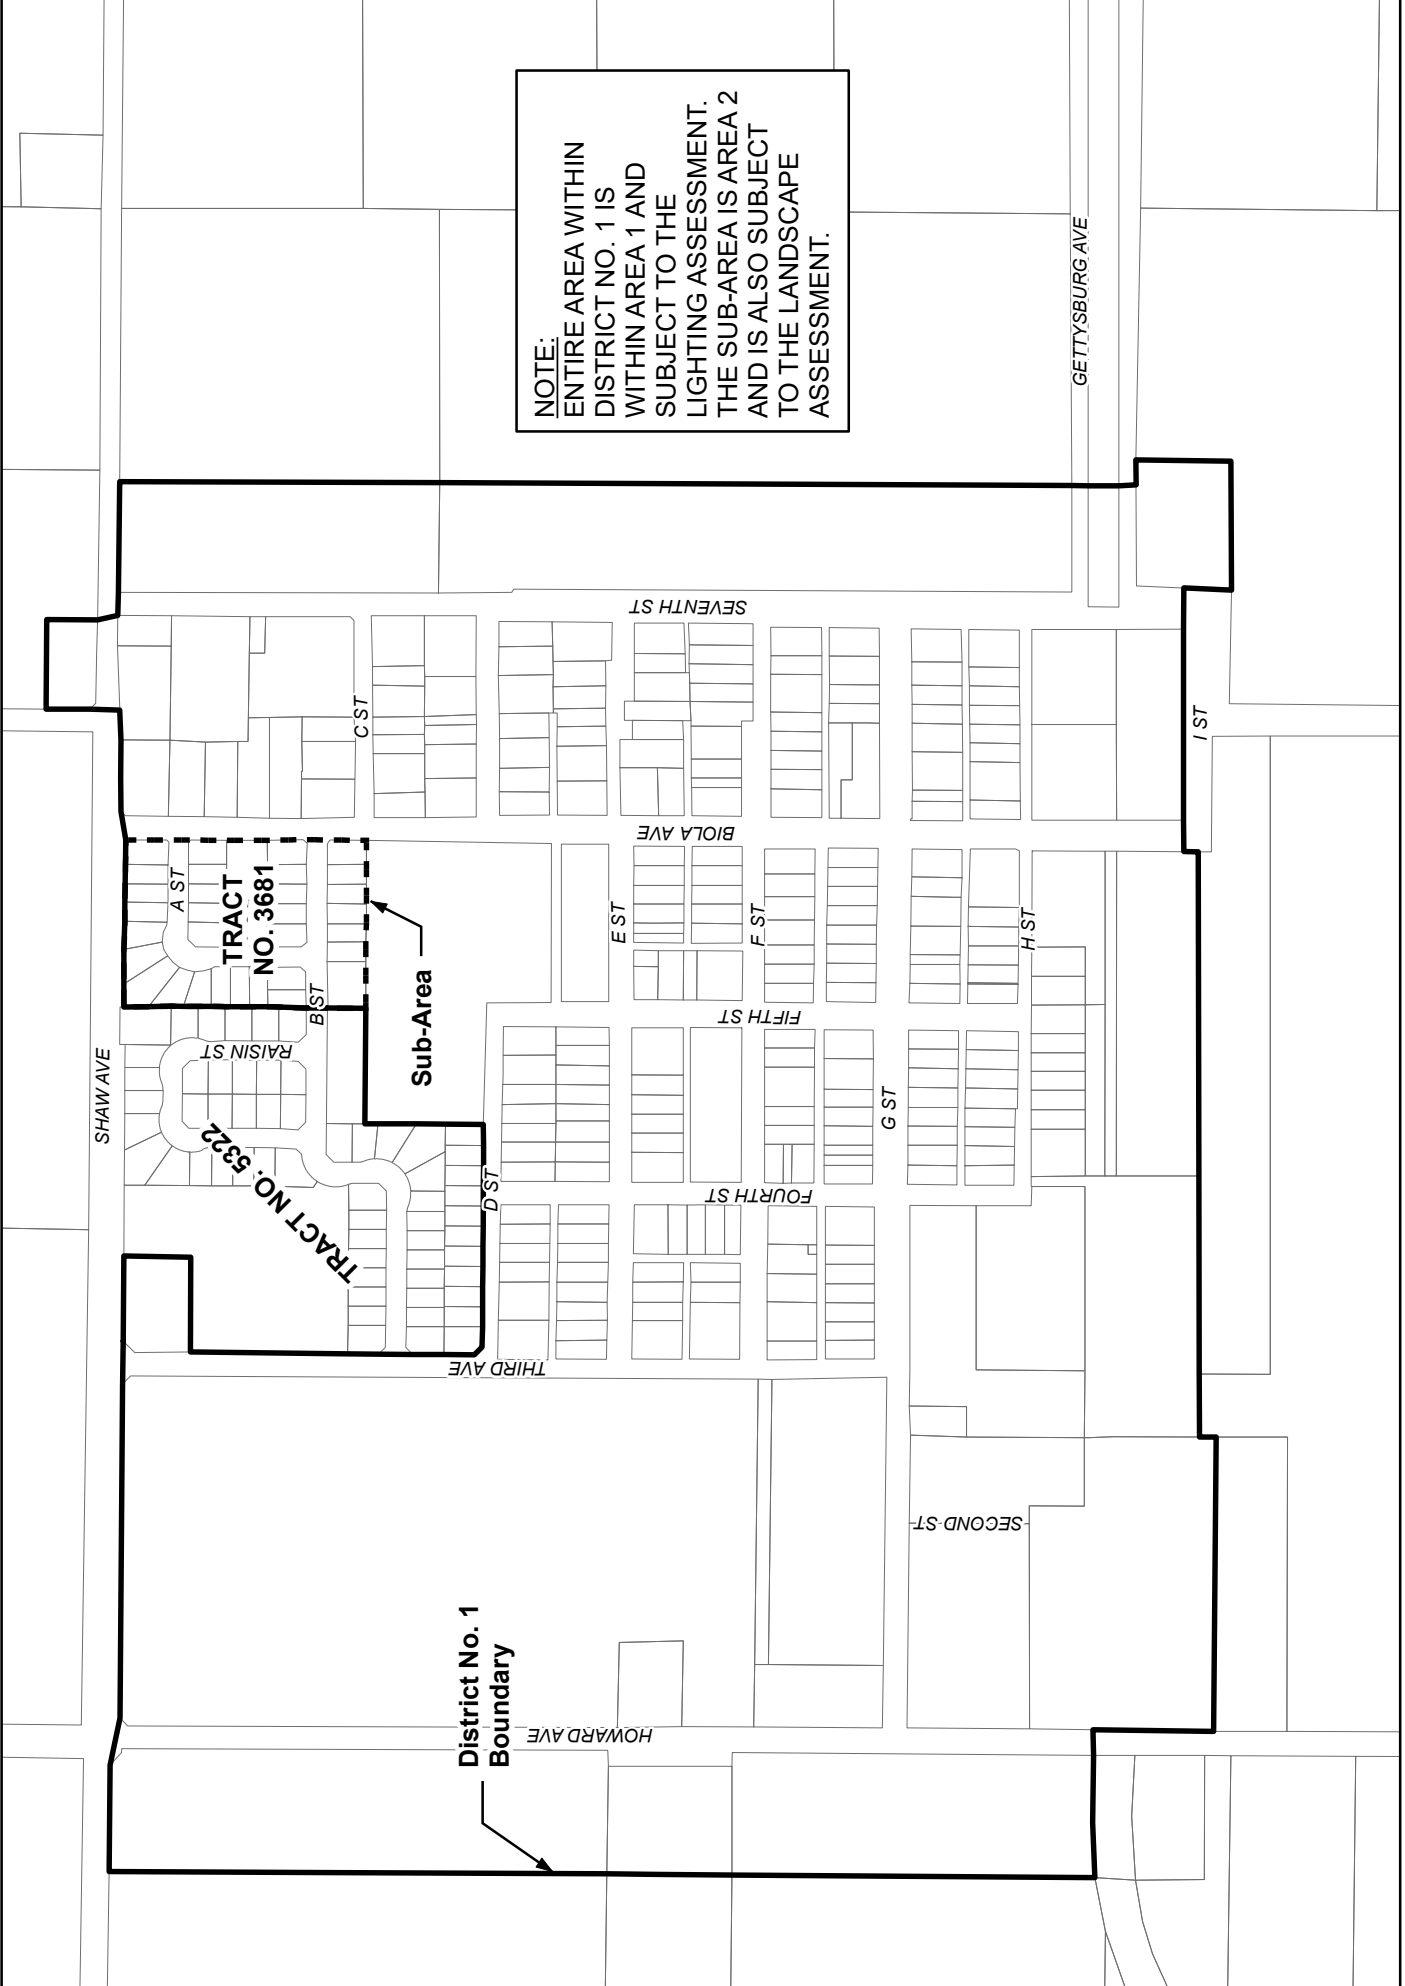 SHAW AVE
TRACT NO. 5322
RAISIN ST
A ST
TRACT
NO. 3681
B ST
Sub-Area
C ST
D ST
E ST
F ST
G ST
H ST
I ST
HOWARD AVE
SECOND ST
THIRD AVE
FOURTH ST
FIFTH ST
BIOLA AVE
SEVENTH ST
GETTYSBURG AVE
District No. 1
Boundary
NOTE:
ENTIRE AREA WITHIN
DISTRICT NO. 1 IS
WITHIN AREA 1 AND
SUBJECT TO THE
LIGHTING ASSESSMENT.
THE SUB-AREA IS AREA 2
AND IS ALSO SUBJECT
TO THE LANDSCAPE
ASSESSMENT.